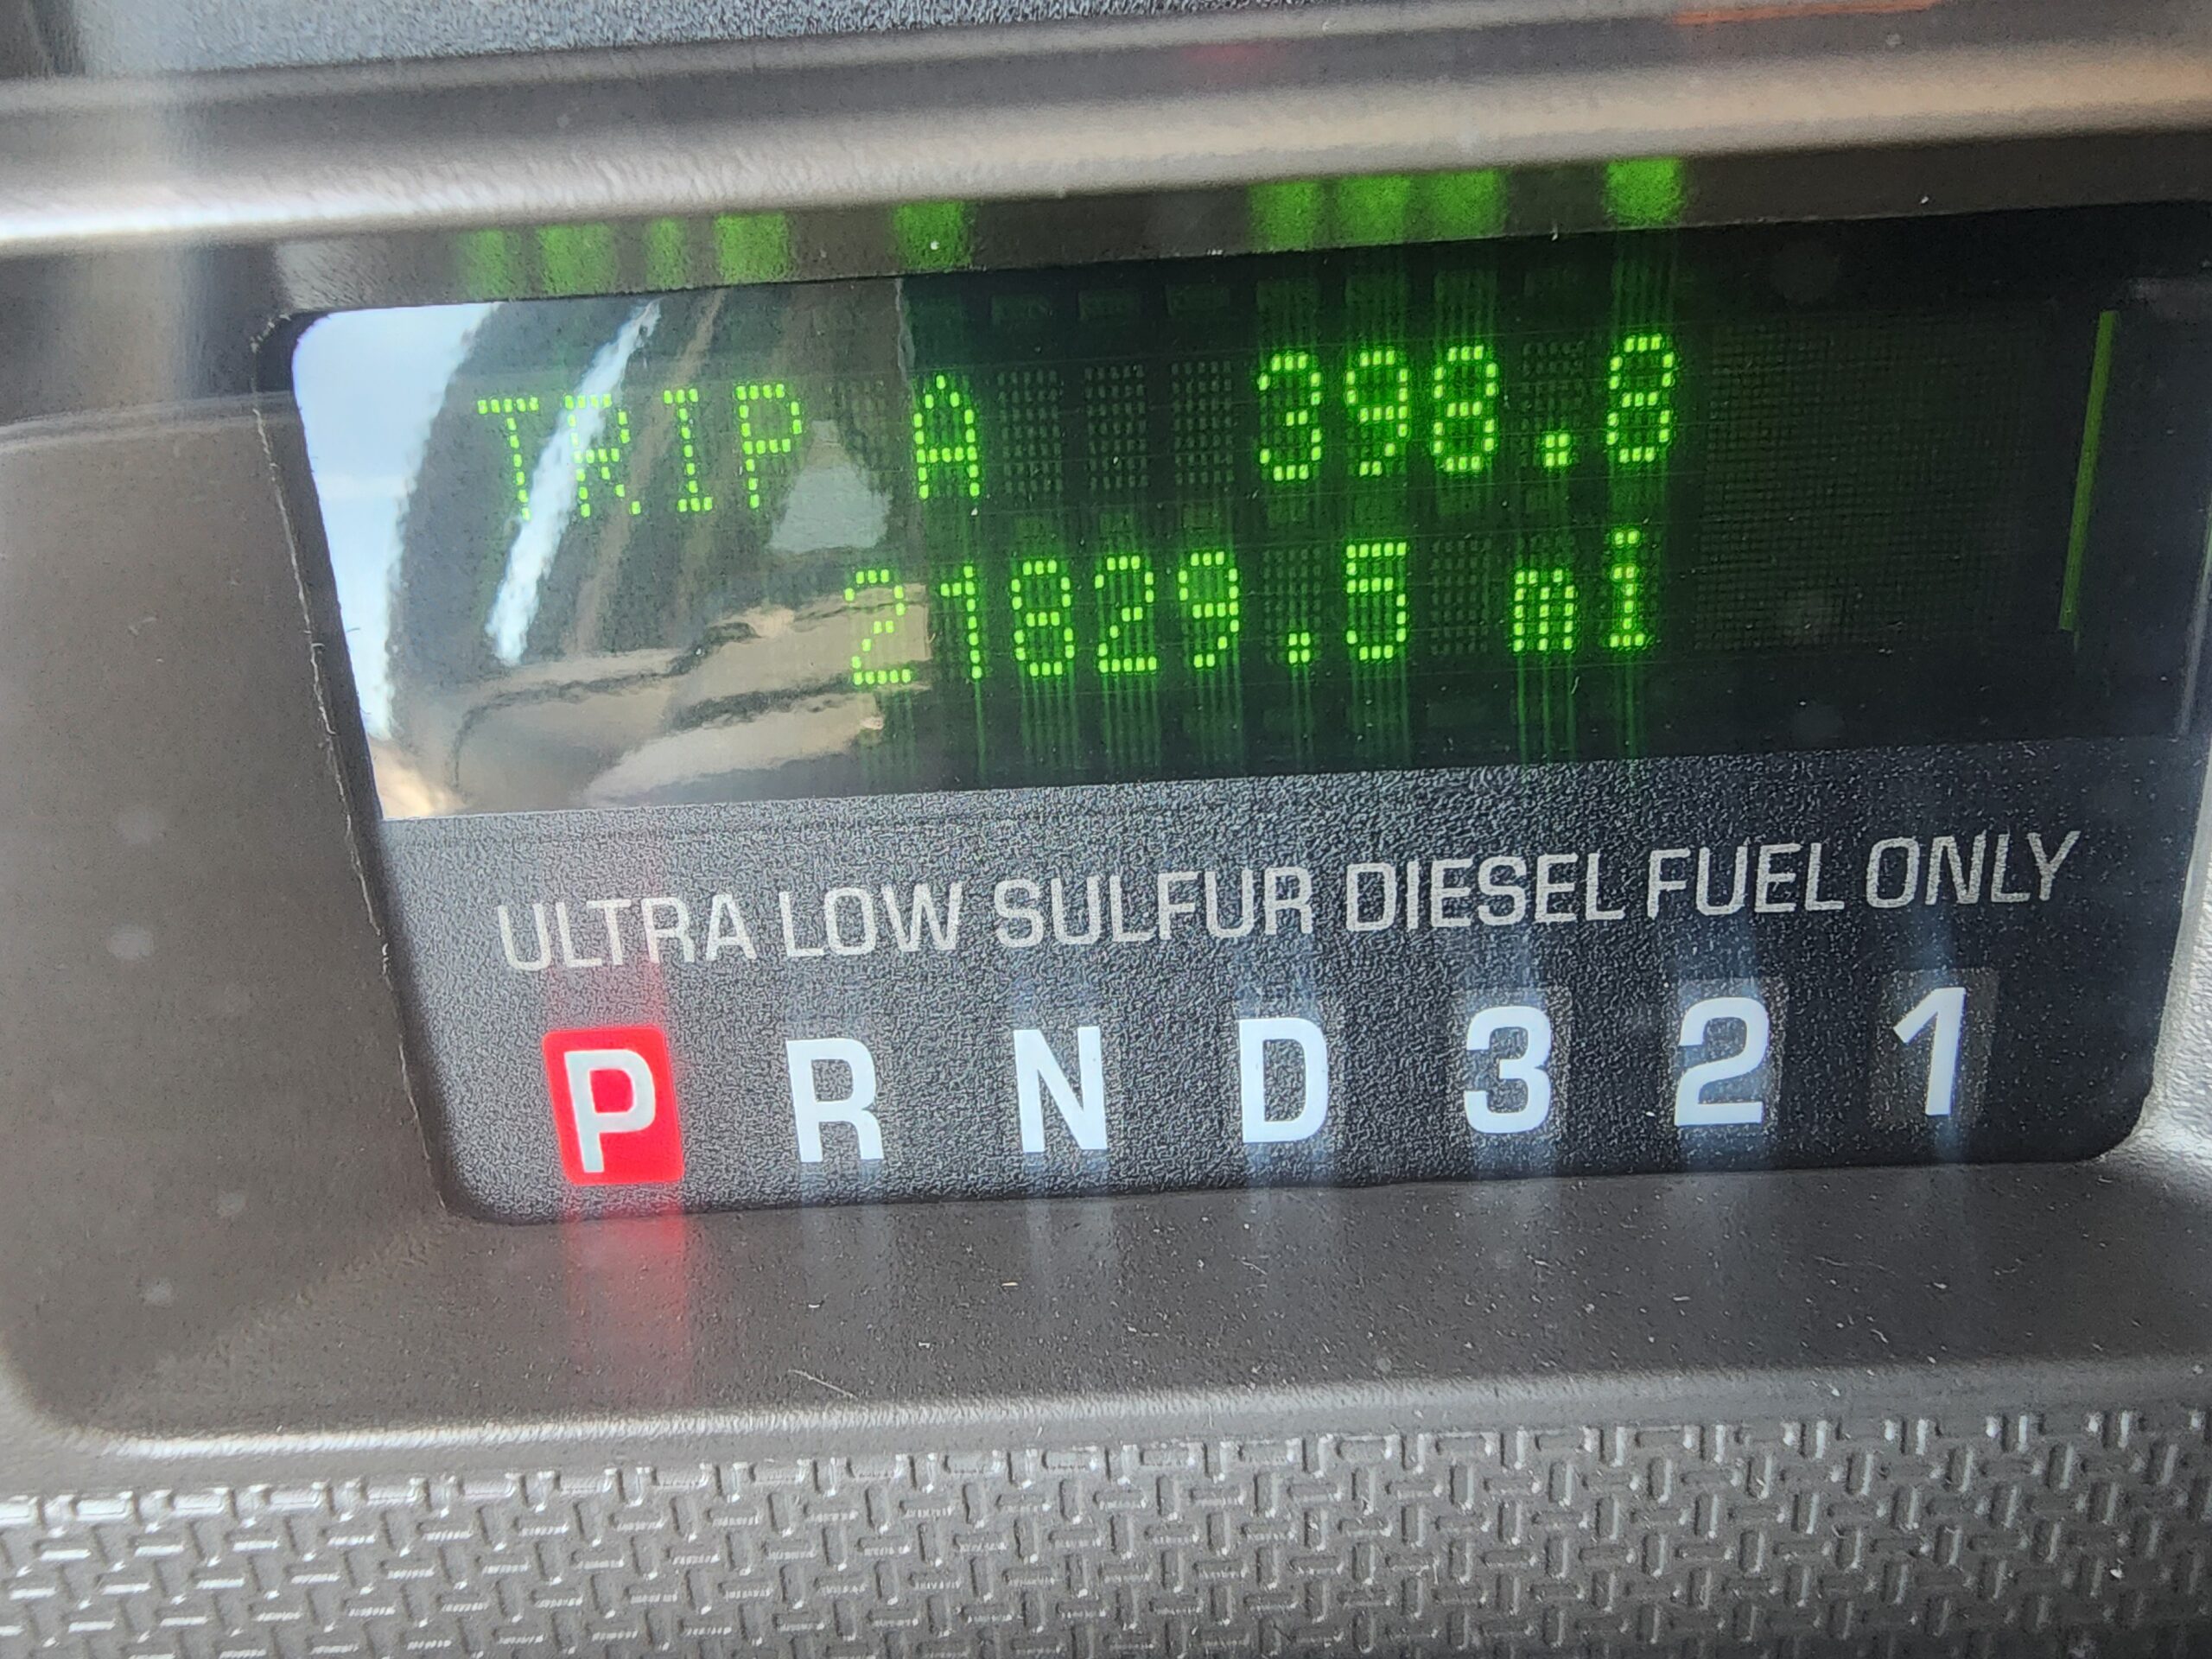 TRIP A 398.8
21829.5 mi
ULTRA LOW SULFUR DIESEL FUEL ONLY
P R N D 3 2 1